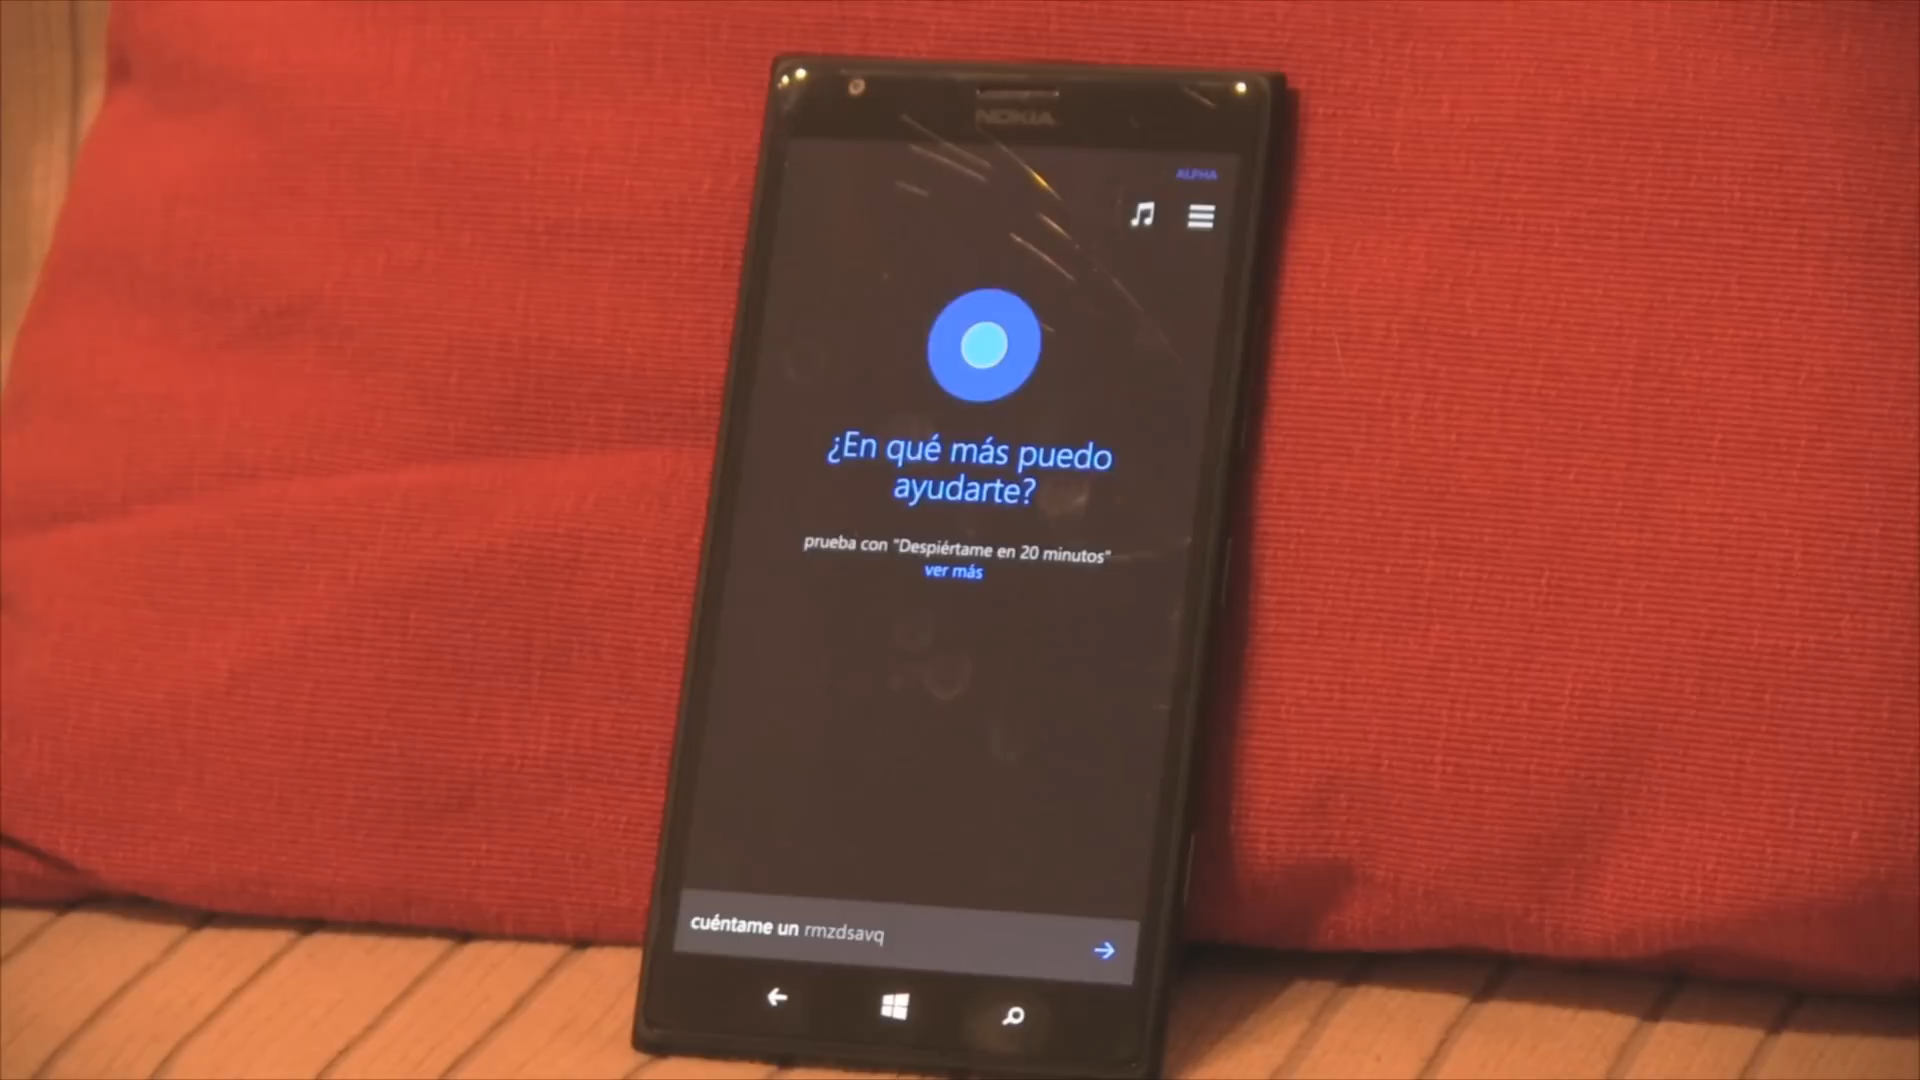 NOKIA
ALPHA
¿En qué más puedo
ayudarte?
prueba con "Despiértame en 20 minutos"
ver más
cuéntame un rmzdsavq